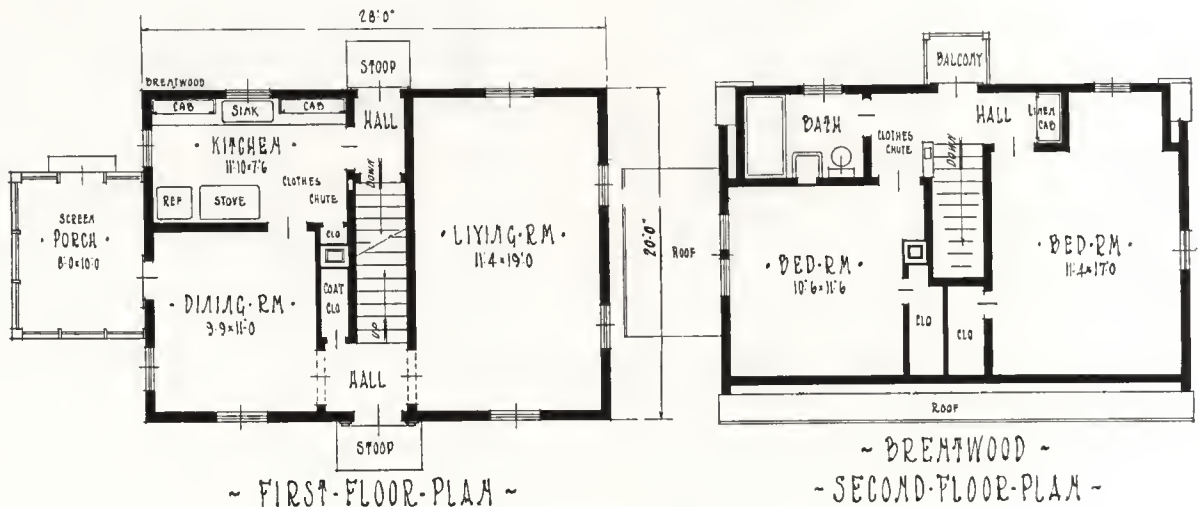 28'·0"
STOOP
BRENTWOOD
CAB
SINK
CAB
HALL
· KITCHEN ·
11'·10×7'·6
DOWN
CLOTHES
CHUTE
REF
STOVE
SCREEN
· PORCH ·
8'·0×10'·0
CLO
· LIVING·RM ·
11'·4×19'·0
20'·0"
· DINING·RM ·
9'·9×11'·0
COAT
CLO
UP
HALL
STOOP
~ FIRST·FLOOR·PLAN ~
BALCONY
HALL
LINEN
CAB
· BATH ·
CLOTHES
CHUTE
DOWN
ROOF
· BED·RM ·
10'·6×11'·6
· BED·RM ·
11'·4×17'·0
CLO
CLO
ROOF
~ BRENTWOOD ~
~ SECOND·FLOOR·PLAN ~